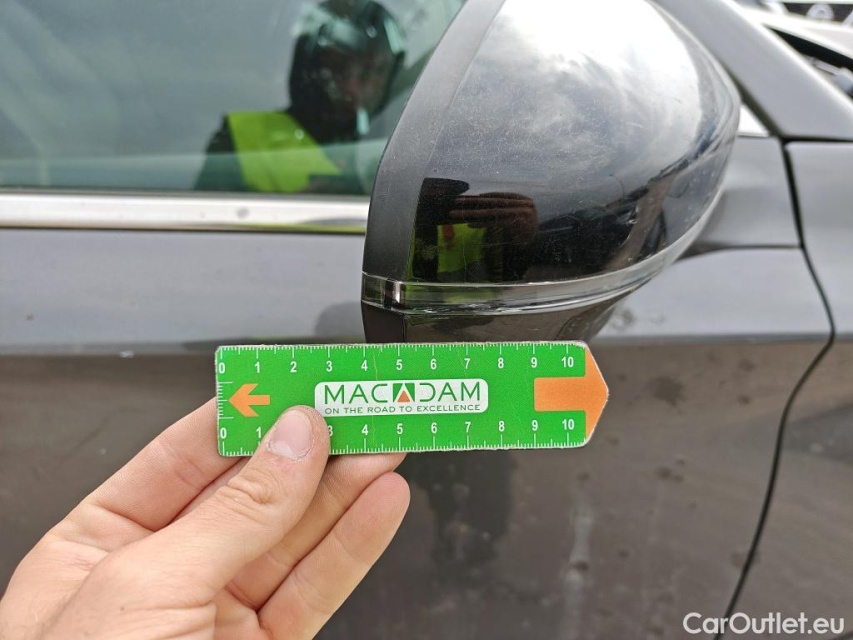 0 1 2 3 4 5 6 7 8 9 10
MACADAM
ON THE ROAD TO EXCELLENCE
0 1 3 4 5 6 7 8 9 10
CarOutlet.eu